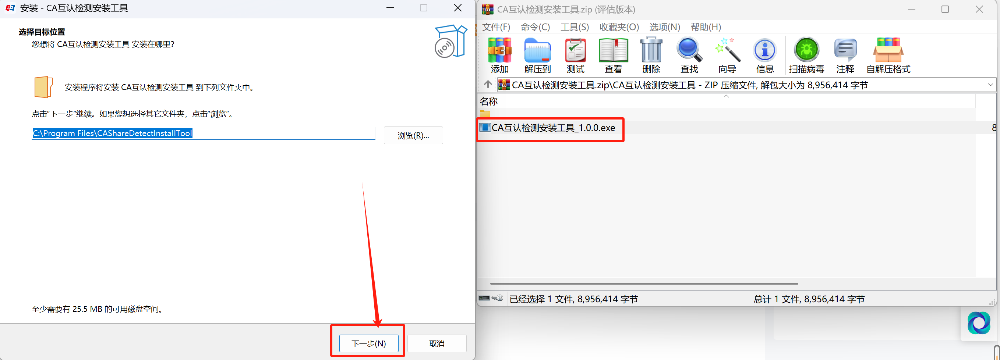 安装 - CA互认检测安装工具
选择目标位置
您想将 CA互认检测安装工具 安装在哪里?
安装程序将安装 CA互认检测安装工具 到下列文件夹中。
点击“下一步”继续。如果您想选择其它文件夹，点击“浏览”。
C:\Program Files\CAShareDetectInstallTool
浏览(R)...
至少需要有 25.5 MB 的可用磁盘空间。
下一步(N)
取消
CA互认检测安装工具.zip (评估版本)
文件(F) 命令(C) 工具(S) 收藏夹(O) 选项(N) 帮助(H)
添加 解压到 测试 查看 删除 查找 向导 信息 扫描病毒 注释 自解压格式
CA互认检测安装工具.zip\CA互认检测安装工具 - ZIP 压缩文件, 解包大小为 8,956,414 字节
名称
..
CA互认检测安装工具_1.0.0.exe 8
已经选择 1 文件, 8,956,414 字节
总计 1 文件, 8,956,414 字节